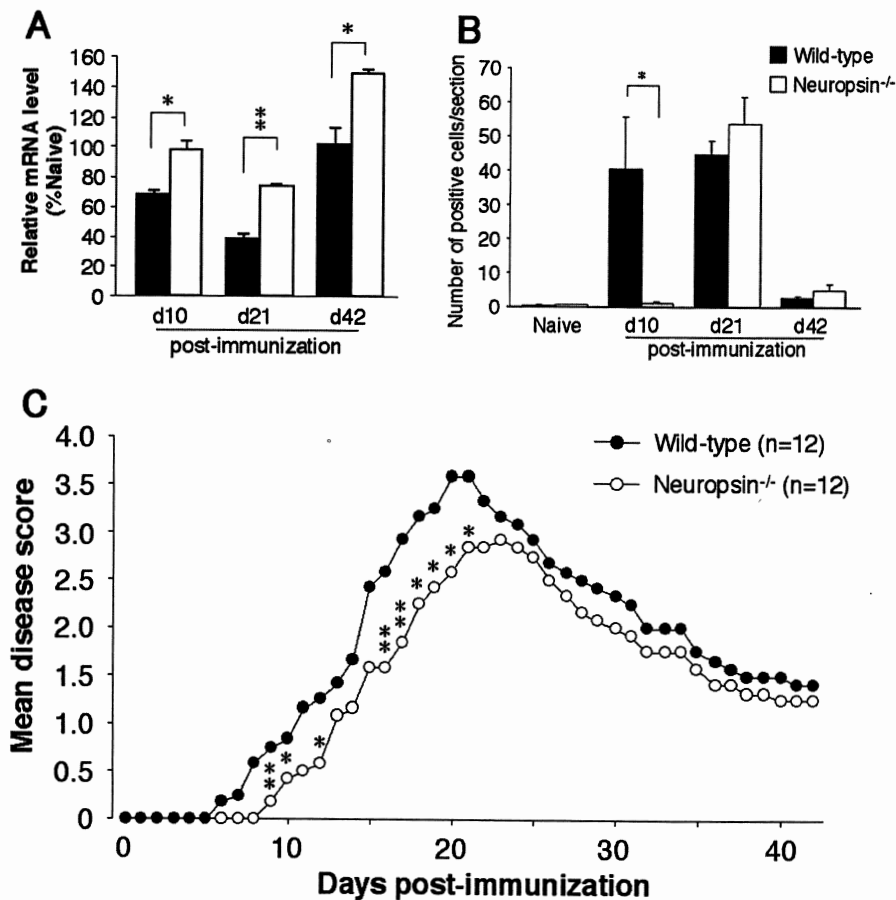 A
160
140
120
100
80
60
40
20
0
Relative mRNA level
(%Naive)
*
*
*
*
d10 d21 d42
post-immunization
B
Wild-type
Neuropsin-/-
70
60
50
40
30
20
10
0
Number of positive cells/section
*
Naive d10 d21 d42
post-immunization
C
4.0
3.5
3.0
2.5
2.0
1.5
1.0
0.5
0
Mean disease score
Wild-type (n=12)
Neuropsin-/- (n=12)
** * * ** ** * * * *
0 10 20 30 40
Days post-immunization